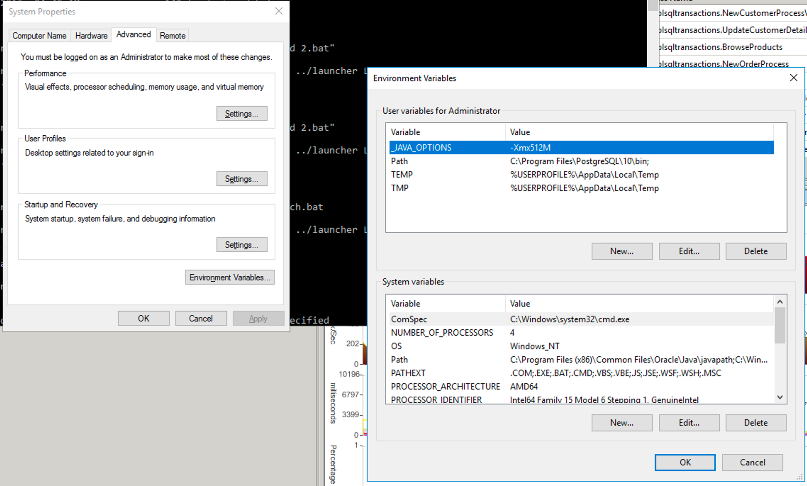 System Properties
Computer Name Hardware Advanced Remote
You must be logged on as an Administrator to make most of these changes.
Performance
Visual effects, processor scheduling, memory usage, and virtual memory
Settings...
User Profiles
Desktop settings related to your sign-in
Settings...
Startup and Recovery
System startup, system failure, and debugging information
Settings...
Environment Variables...
OK Cancel Apply
d 2.bat"
../launcher L
d 2.bat"
../launcher L
ch.bat
../launcher L
ecified
plsqltransactions.NewCustomerProcess
plsqltransactions.UpdateCustomerDetail
plsqltransactions.BrowseProducts
plsqltransactions.NewOrderProcess
Environment Variables
User variables for Administrator
Variable Value
_JAVA_OPTIONS -Xmx512M
Path C:\Program Files\PostgreSQL\10\bin;
TEMP %USERPROFILE%\AppData\Local\Temp
TMP %USERPROFILE%\AppData\Local\Temp
New... Edit... Delete
System variables
Variable Value
ComSpec C:\Windows\system32\cmd.exe
NUMBER_OF_PROCESSORS 4
OS Windows_NT
Path C:\Program Files (x86)\Common Files\Oracle\Java\javapath;C:\Win...
PATHEXT .COM;.EXE;.BAT;.CMD;.VBS;.VBE;.JS;.JSE;.WSF;.WSH;.MSC
PROCESSOR_ARCHITECTURE AMD64
PROCESSOR_IDENTIFIER Intel64 Family 15 Model 6 Stepping 1, GenuineIntel
New... Edit... Delete
OK Cancel
/Sec
202
0
10196
6797
3399
0
milliseconds
1
Percentage